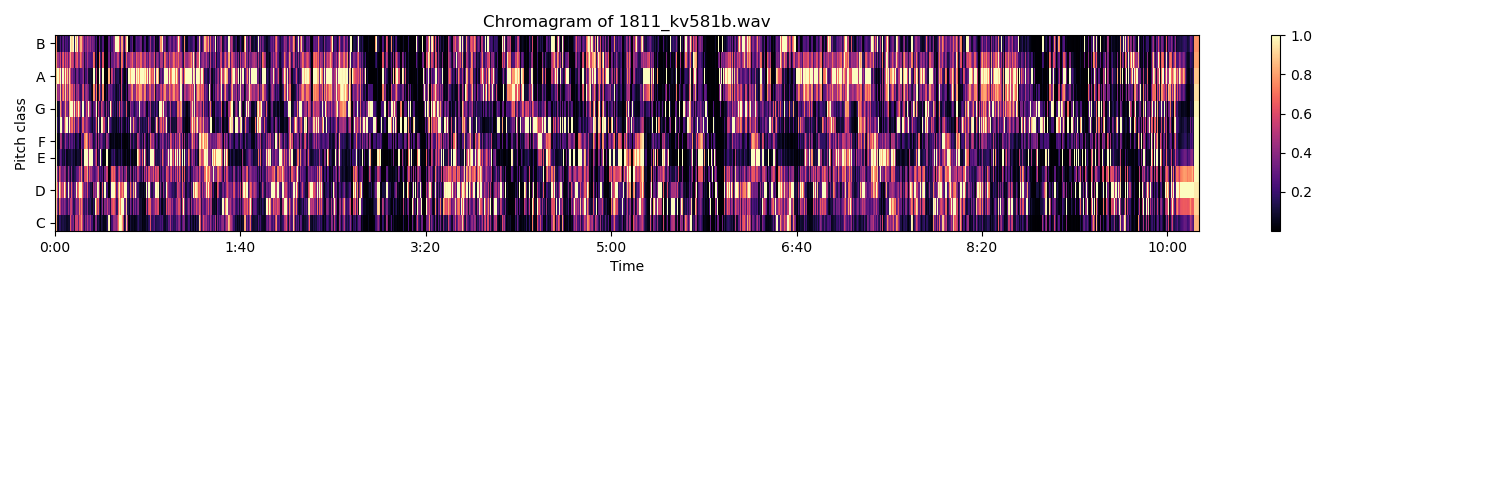 Chromagram of 1811_kv581b.wav
Pitch class
B
A
G
F
E
D
C
0:00 1:40 3:20 5:00 6:40 8:20 10:00
Time
1.0
0.8
0.6
0.4
0.2